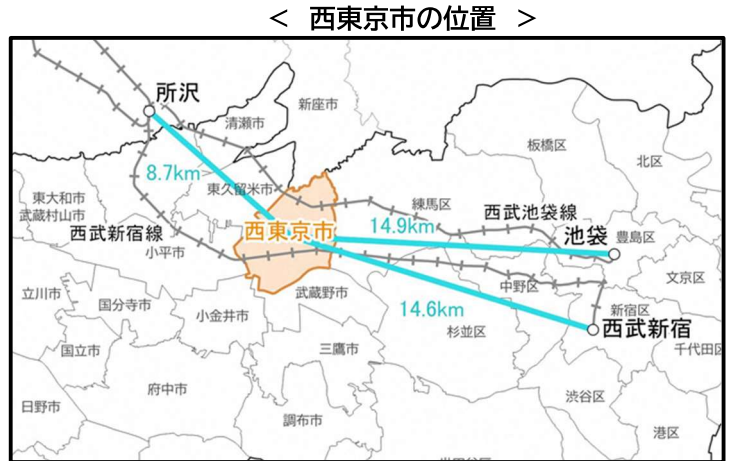 < 西東京市の位置 >
所沢
新座市
清瀬市
板橋区
北区
8.7km
東久留米市
東大和市
武蔵村山市
練馬区
西武池袋線
14.9km
西武新宿線
西東京市
池袋
豊島区
小平市
文京区
立川市
国分寺市
武蔵野市
中野区
14.6km
新宿区
小金井市
杉並区
西武新宿
国立市
三鷹市
千代田区
府中市
日野市
渋谷区
調布市
港区
世田谷区